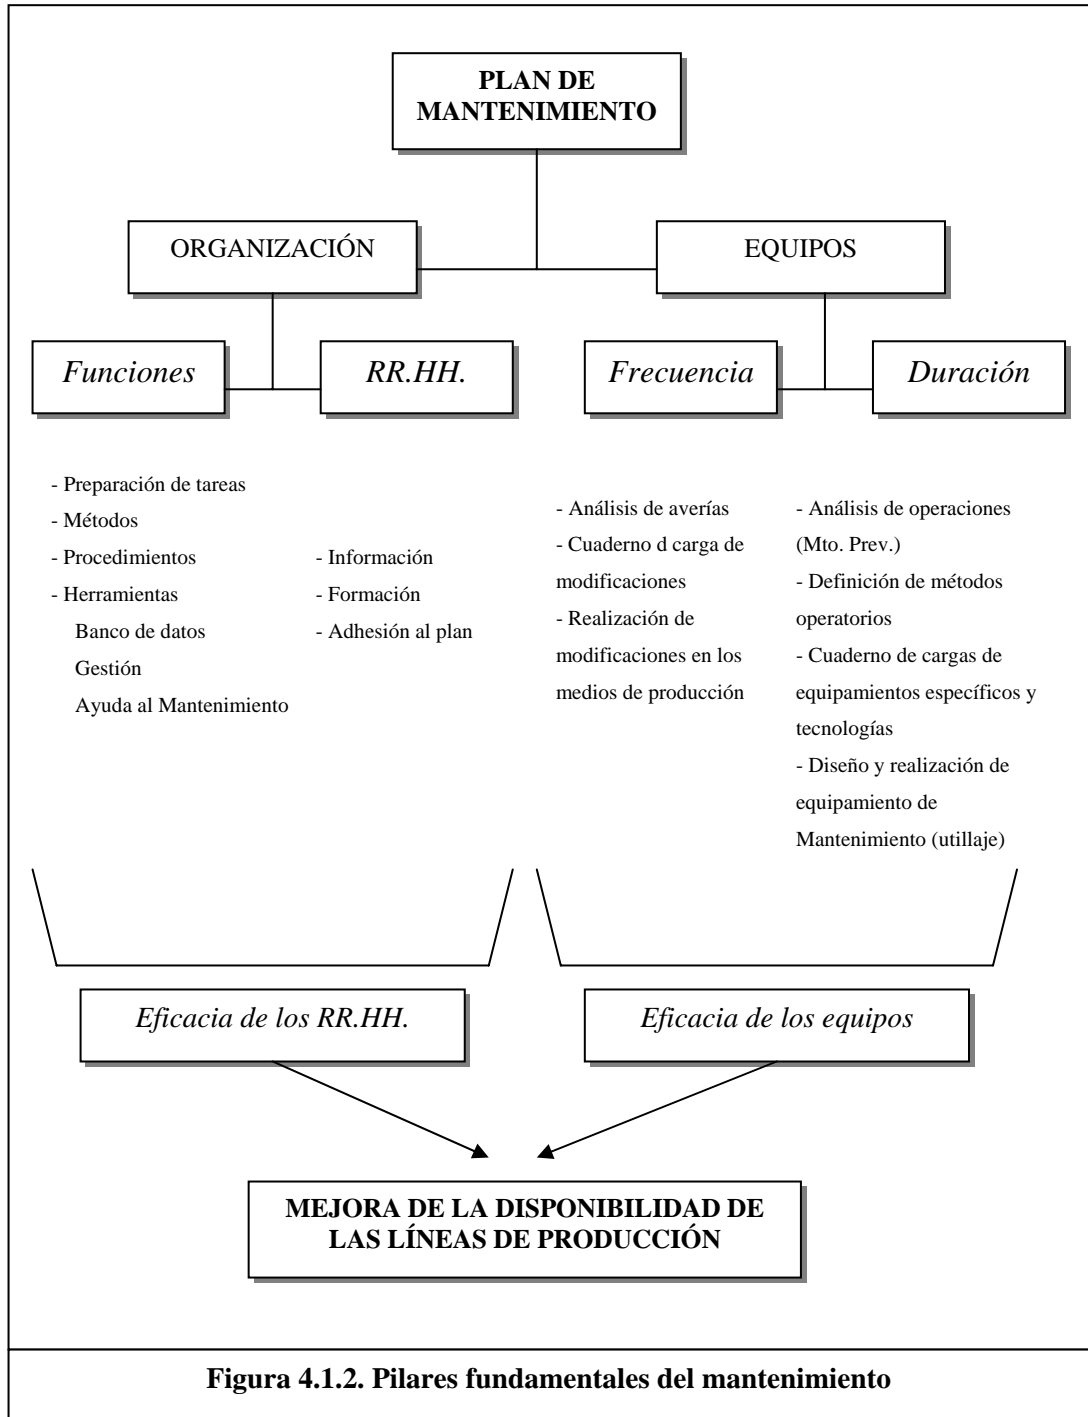 PLAN DE
MANTENIMIENTO
ORGANIZACIÓN
EQUIPOS
Funciones
RR.HH.
Frecuencia
Duración
- Preparación de tareas
- Métodos
- Procedimientos
- Herramientas
Banco de datos
Gestión
Ayuda al Mantenimiento
- Información
- Formación
- Adhesión al plan
- Análisis de averías
- Cuaderno d carga de
modificaciones
- Realización de
modificaciones en los
medios de producción
- Análisis de operaciones
(Mto. Prev.)
- Definición de métodos
operatorios
- Cuaderno de cargas de
equipamientos específicos y
tecnologías
- Diseño y realización de
equipamiento de
Mantenimiento (utillaje)
Eficacia de los RR.HH.
Eficacia de los equipos
MEJORA DE LA DISPONIBILIDAD DE
LAS LÍNEAS DE PRODUCCIÓN
Figura 4.1.2. Pilares fundamentales del mantenimiento